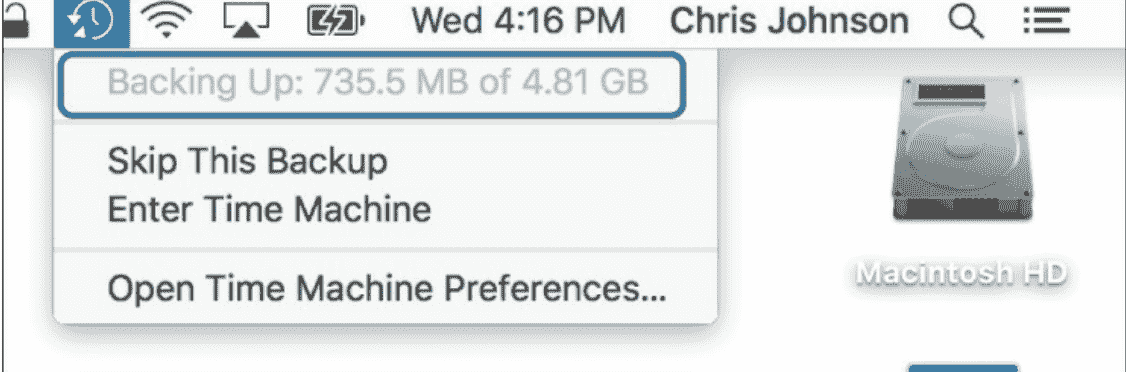 Wed 4:16 PM Chris Johnson
Backing Up: 735.5 MB of 4.81 GB
Skip This Backup
Enter Time Machine
Open Time Machine Preferences...
Macintosh HD